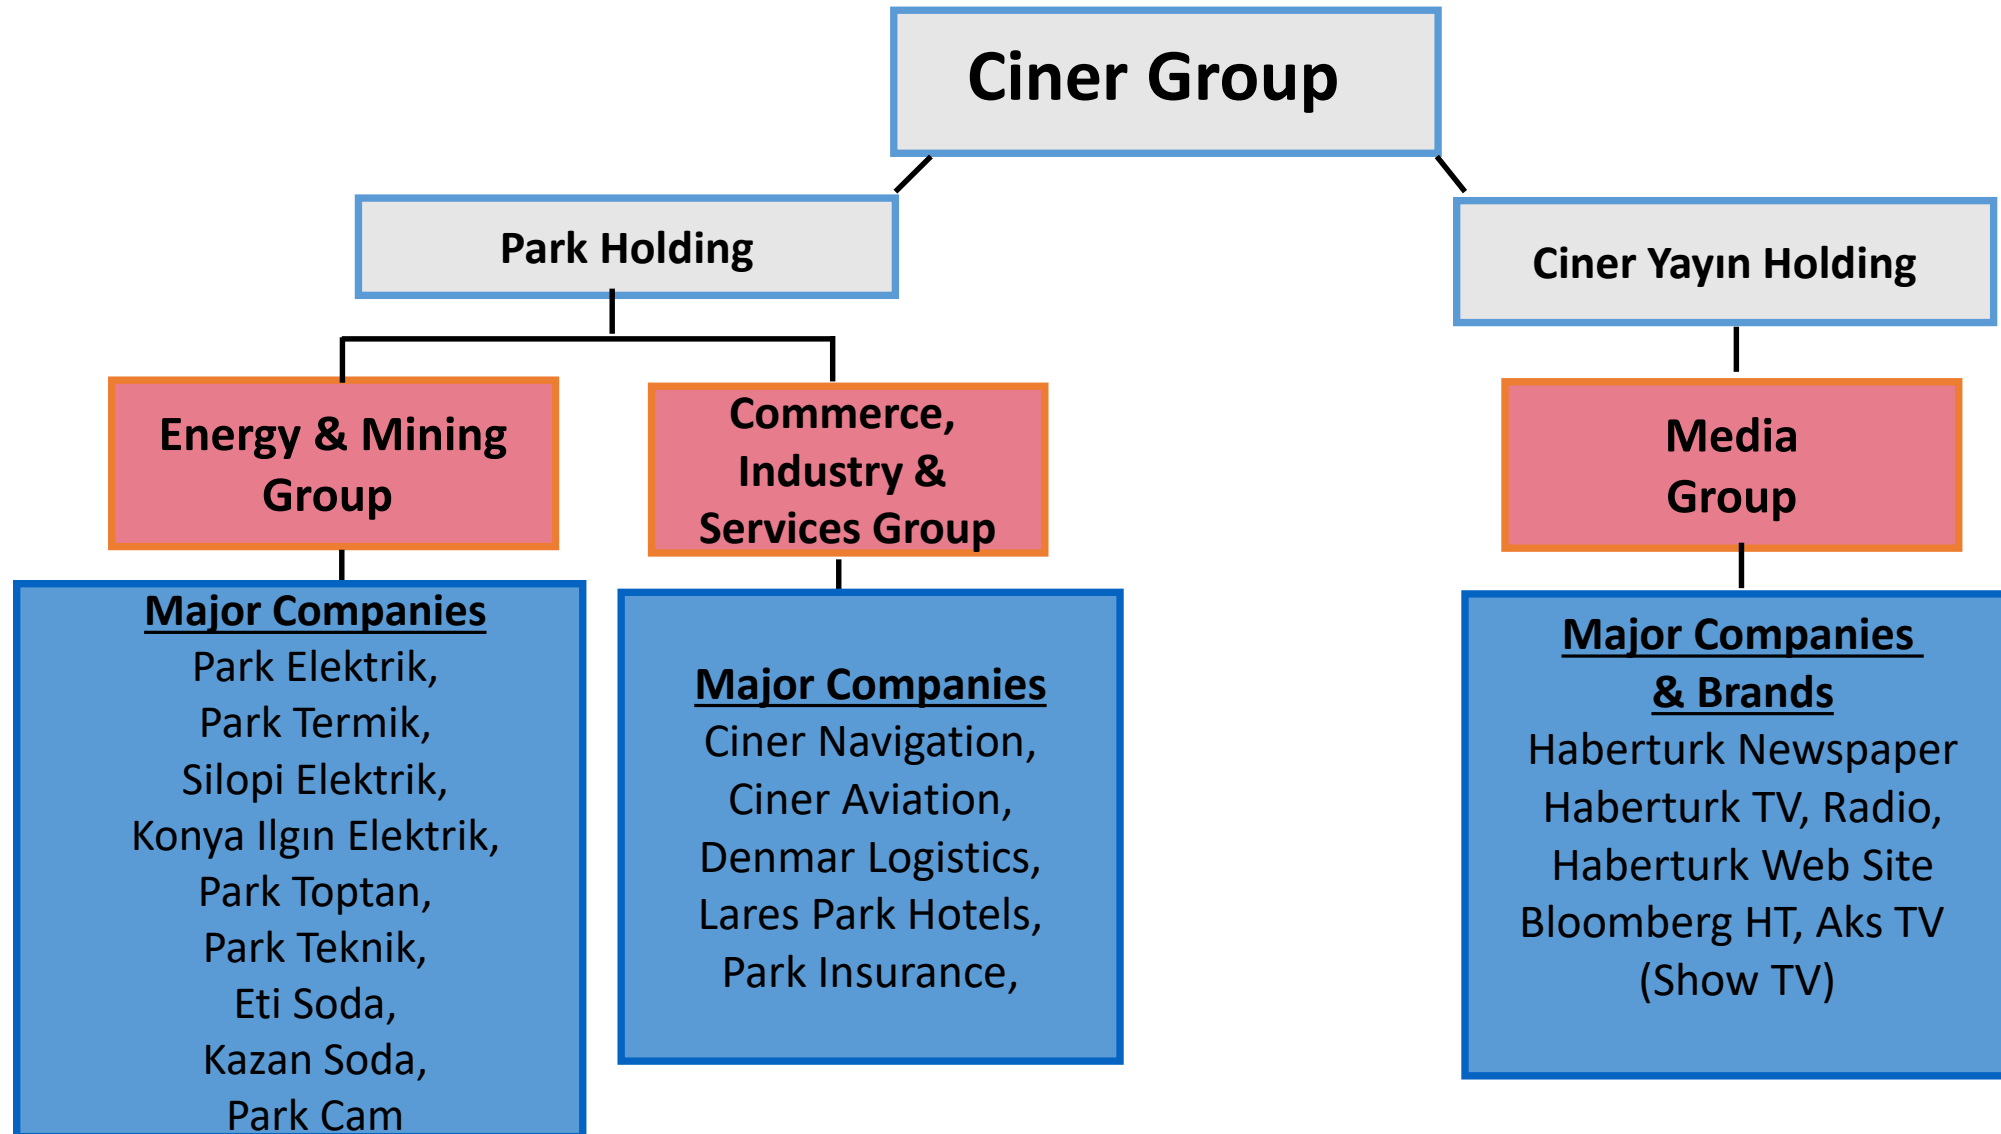 Ciner Group
Park Holding
Ciner Yayın Holding
Energy & Mining
Group
Commerce,
Industry &
Services Group
Media
Group
Major Companies
Park Elektrik,
Park Termik,
Silopi Elektrik,
Konya Ilgın Elektrik,
Park Toptan,
Park Teknik,
Eti Soda,
Kazan Soda,
Park Cam
Major Companies
Ciner Navigation,
Ciner Aviation,
Denmar Logistics,
Lares Park Hotels,
Park Insurance,
Major Companies
& Brands
Haberturk Newspaper
Haberturk TV, Radio,
Haberturk Web Site
Bloomberg HT, Aks TV
(Show TV)